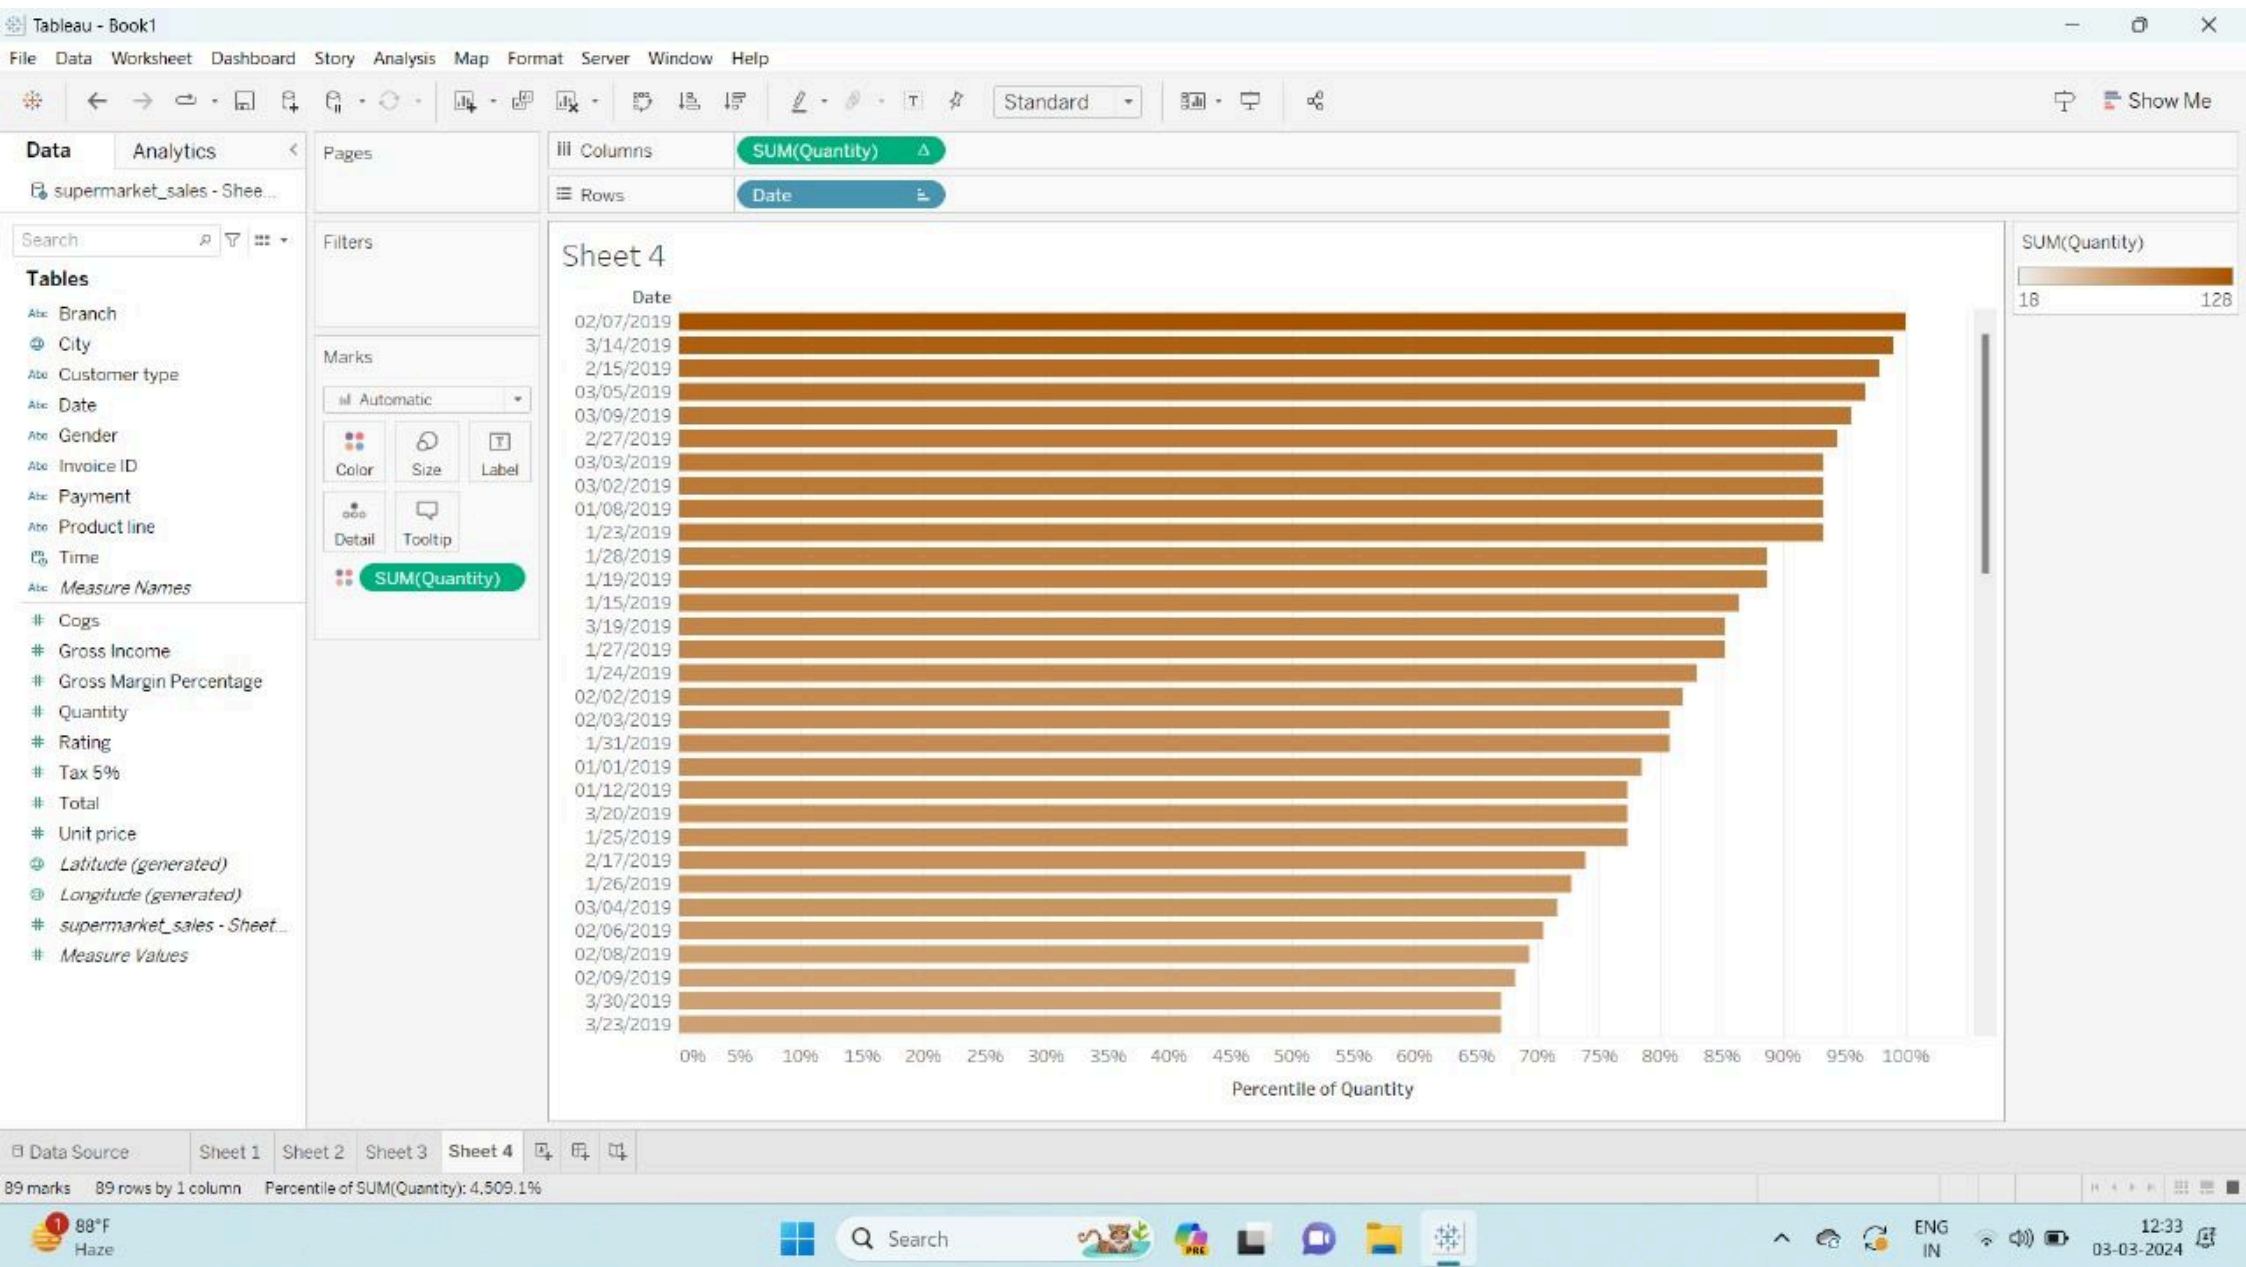 Tableau - Book1
File Data Worksheet Dashboard Story Analysis Map Format Server Window Help
Standard
Show Me
Data Analytics
supermarket_sales - Shee...
Search
Tables
Abc Branch
City
Abc Customer type
Abc Date
Abc Gender
Abc Invoice ID
Abc Payment
Abc Product line
Time
Abc Measure Names
# Cogs
# Gross Income
# Gross Margin Percentage
# Quantity
# Rating
# Tax 5%
# Total
# Unit price
Latitude (generated)
Longitude (generated)
# supermarket_sales - Sheet...
# Measure Values
Pages
Filters
Marks
Automatic
Color Size Label
Detail Tooltip
SUM(Quantity)
Columns SUM(Quantity) Δ
Rows Date
Sheet 4
Date
02/07/2019
3/14/2019
2/15/2019
03/05/2019
03/09/2019
2/27/2019
03/03/2019
03/02/2019
01/08/2019
1/23/2019
1/28/2019
1/19/2019
1/15/2019
3/19/2019
1/27/2019
1/24/2019
02/02/2019
02/03/2019
1/31/2019
01/01/2019
01/12/2019
3/20/2019
1/25/2019
2/17/2019
1/26/2019
03/04/2019
02/06/2019
02/08/2019
02/09/2019
3/30/2019
3/23/2019
0% 5% 10% 15% 20% 25% 30% 35% 40% 45% 50% 55% 60% 65% 70% 75% 80% 85% 90% 95% 100%
Percentile of Quantity
SUM(Quantity)
18 128
Data Source Sheet 1 Sheet 2 Sheet 3 Sheet 4
89 marks 89 rows by 1 column Percentile of SUM(Quantity): 4,509.1%
1
88°F
Haze
Search
PRE
ENG
IN
12:33
03-03-2024